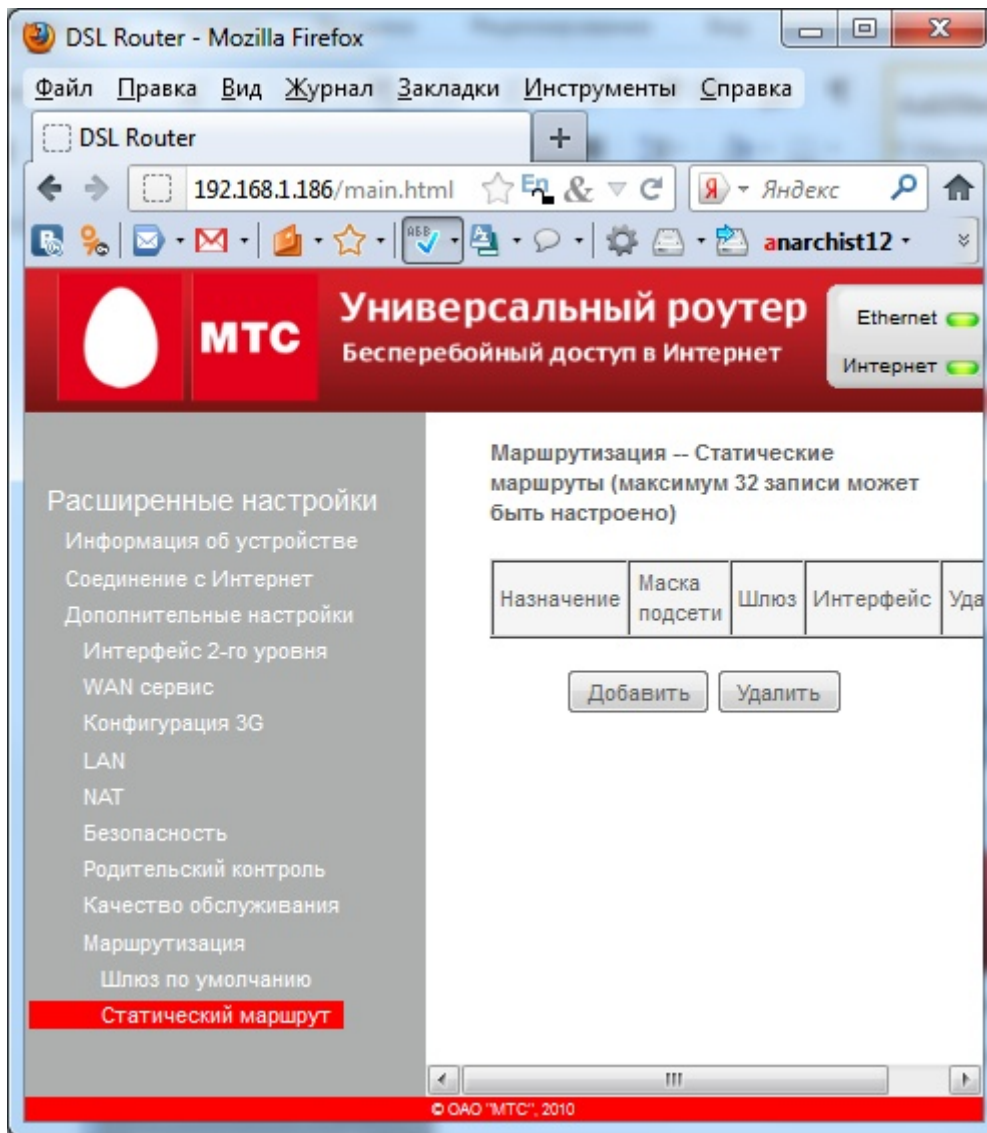 DSL Router - Mozilla Firefox
Файл Правка Вид Журнал Закладки Инструменты Справка
DSL Router
192.168.1.186/main.html
Яндекс
anarchist12
МТС
Универсальный роутер
Бесперебойный доступ в Интернет
Ethernet
Интернет
Расширенные настройки
Информация об устройстве
Соединение с Интернет
Дополнительные настройки
Интерфейс 2-го уровня
WAN сервис
Конфигурация 3G
LAN
NAT
Безопасность
Родительский контроль
Качество обслуживания
Маршрутизация
Шлюз по умолчанию
Статический маршрут
Маршрутизация -- Статические
маршруты (максимум 32 записи может
быть настроено)
Назначение Маска подсети Шлюз Интерфейс Уда
Добавить Удалить
© ОАО "МТС", 2010